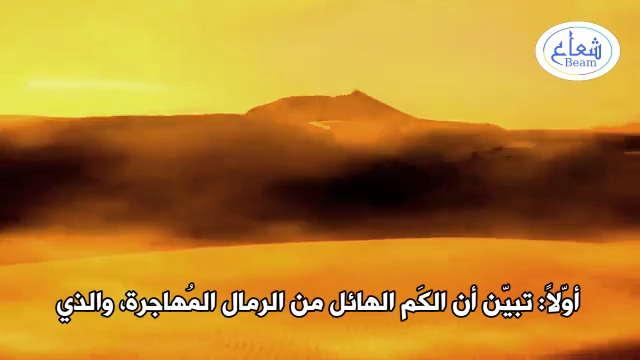 شعاع
Beam
أوّلاً: تبيّن أن الكَم الهائل من الرمال المُهاجرة، والذي